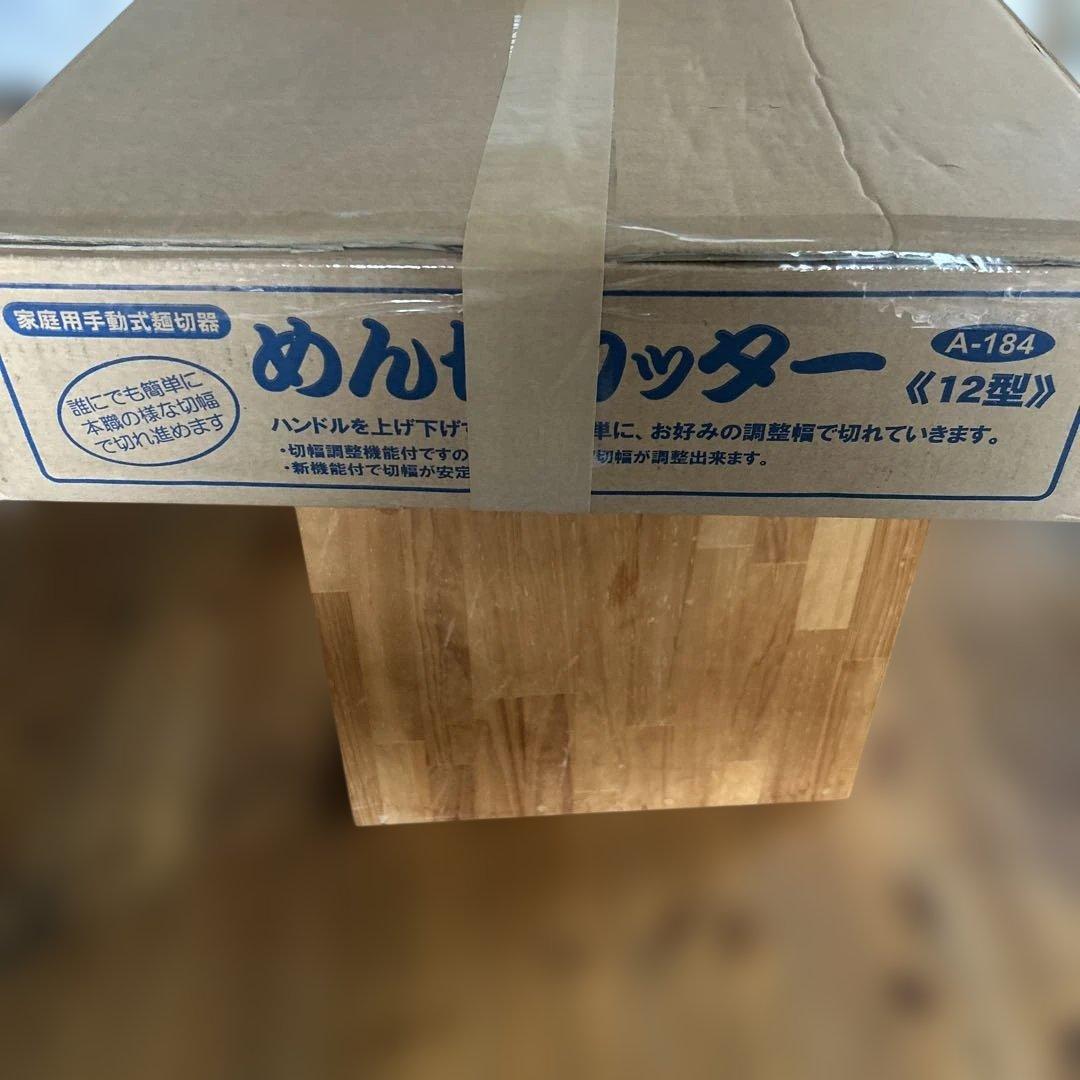 家庭用手動式麺切器
めん カッター
A-184
《12型》
誰にでも簡単に
本職の様な切幅
で切れ進めます
ハンドルを上げ下げ 単に、お好みの調整幅で切れていきます。
・切幅調整機能付ですの 切幅が調整出来ます。
・新機能付で切幅が安定